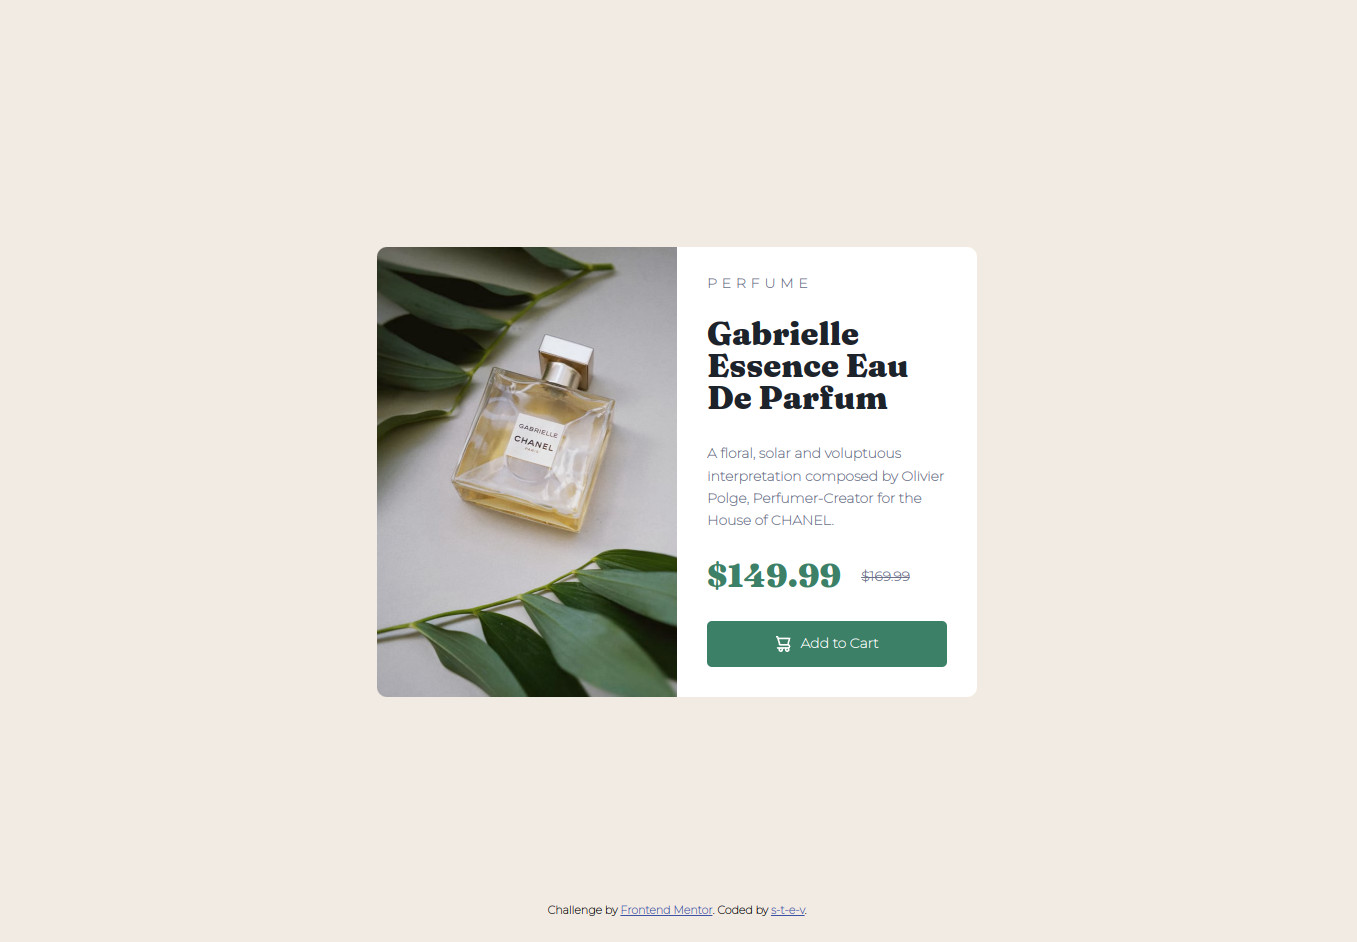 GABRIELLE
CHANEL
PARIS
PERFUME
Gabrielle
Essence Eau
De Parfum
A floral, solar and voluptuous
interpretation composed by Olivier
Polge, Perfumer-Creator for the
House of CHANEL.
$149.99 $169.99
Add to Cart
Challenge by Frontend Mentor. Coded by s-t-e-v.